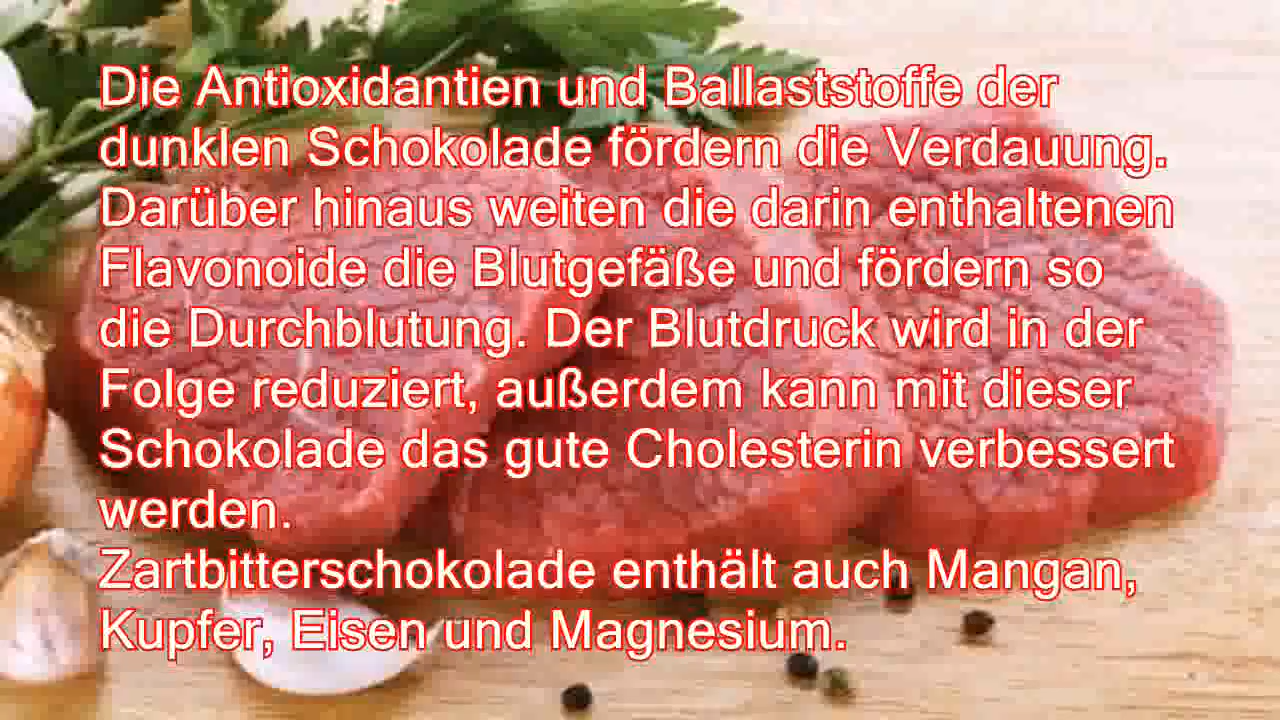 Die Antioxidantien und Ballaststoffe der
dunklen Schokolade fördern die Verdauung.
Darüber hinaus weiten die darin enthaltenen
Flavonoide die Blutgefäße und fördern so
die Durchblutung. Der Blutdruck wird in der
Folge reduziert, außerdem kann mit dieser
Schokolade das gute Cholesterin verbessert
werden.
Zartbitterschokolade enthält auch Mangan,
Kupfer, Eisen und Magnesium.